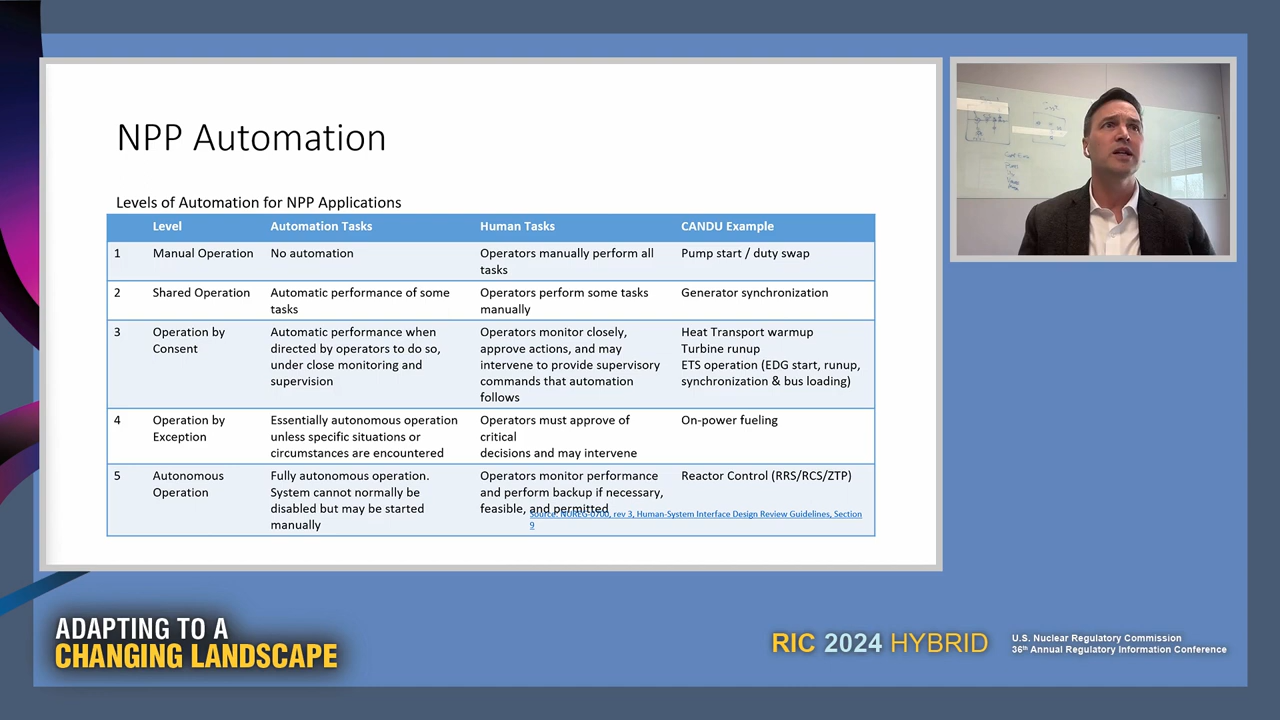 NPP Automation
Levels of Automation for NPP Applications
Level Automation Tasks Human Tasks CANDU Example
1 Manual Operation No automation Operators manually perform all
tasks
Pump start / duty swap
2 Shared Operation Automatic performance of some
tasks
Operators perform some tasks
manually
Generator synchronization
3 Operation by
Consent
Automatic performance when
directed by operators to do so,
under close monitoring and
supervision
Operators monitor closely,
approve actions, and may
intervene to provide supervisory
commands that automation
follows
Heat Transport warmup
Turbine runup
ETS operation (EDG start, runup,
synchronization & bus loading)
4 Operation by
Exception
Essentially autonomous operation
unless specific situations or
circumstances are encountered
Operators must approve of
critical
decisions and may intervene
On-power fueling
5 Autonomous
Operation
Fully autonomous operation.
System cannot normally be
disabled but may be started
manually
Operators monitor performance
and perform backup if necessary,
feasible, and permitted
Reactor Control (RRS/RCS/ZTP)
Source: NUREG-0700, rev 3, Human-System Interface Design Review Guidelines, Section
9
ADAPTING TO A
CHANGING LANDSCAPE
RIC 2024 HYBRID
U.S. Nuclear Regulatory Commission
36th Annual Regulatory Information Conference